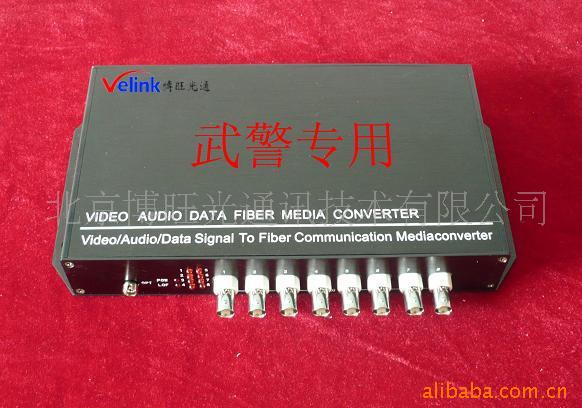 Velink 博旺光通
武警专用
北京博旺光通讯技术有限公司
VIDEO AUDIO DATA FIBER MEDIA CONVERTER
Video/Audio/Data Signal To Fiber Communication Mediaconverter
OPT
alibaba.com.cn